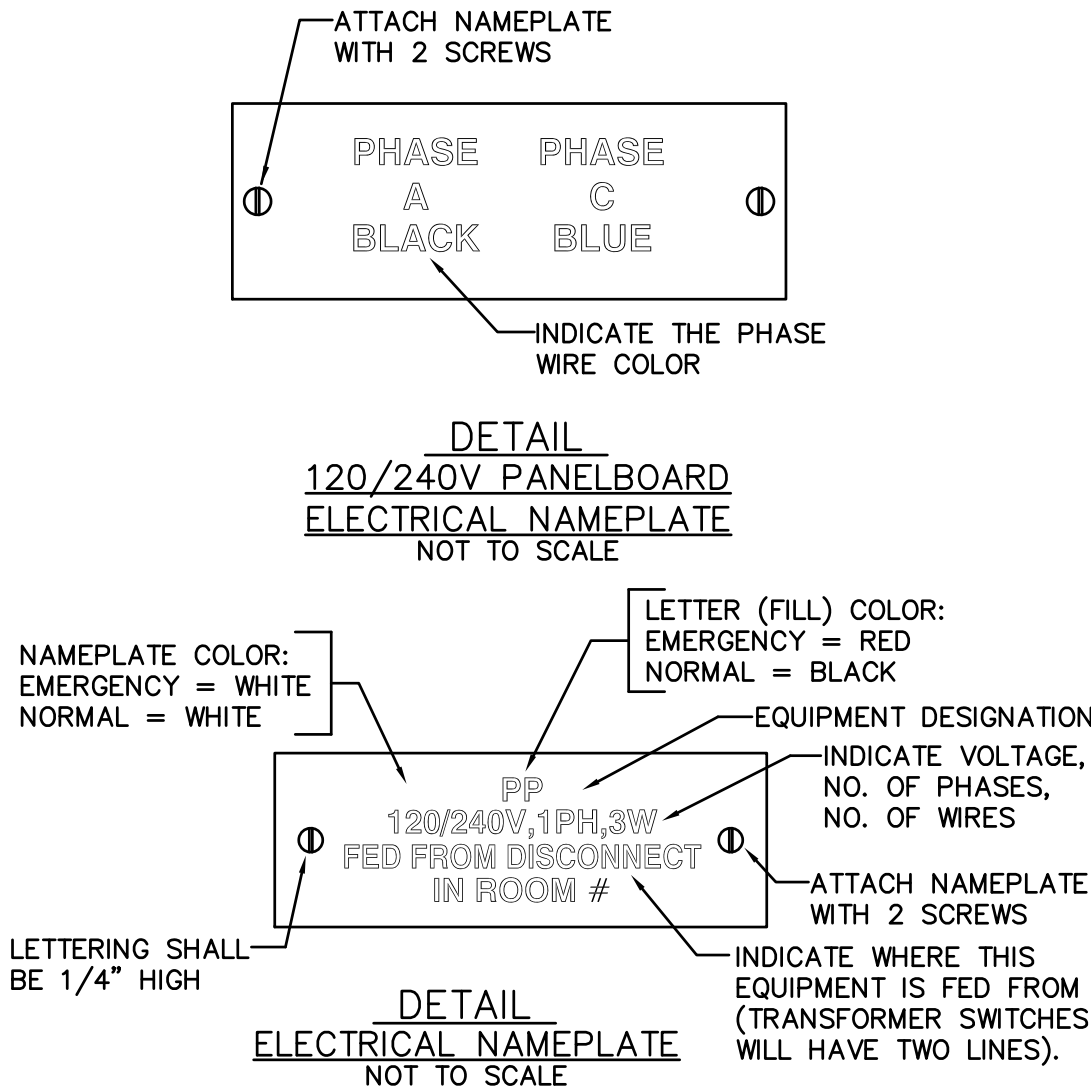 ATTACH NAMEPLATE
WITH 2 SCREWS
PHASE PHASE
A C
BLACK BLUE
INDICATE THE PHASE
WIRE COLOR
DETAIL
120/240V PANELBOARD
ELECTRICAL NAMEPLATE
NOT TO SCALE
LETTER (FILL) COLOR:
EMERGENCY = RED
NORMAL = BLACK
NAMEPLATE COLOR:
EMERGENCY = WHITE
NORMAL = WHITE
EQUIPMENT DESIGNATION
INDICATE VOLTAGE,
NO. OF PHASES,
NO. OF WIRES
PP
120/240V,1PH,3W
FED FROM DISCONNECT
IN ROOM #
ATTACH NAMEPLATE
WITH 2 SCREWS
LETTERING SHALL
BE 1/4" HIGH
INDICATE WHERE THIS
EQUIPMENT IS FED FROM
(TRANSFORMER SWITCHES
WILL HAVE TWO LINES).
DETAIL
ELECTRICAL NAMEPLATE
NOT TO SCALE